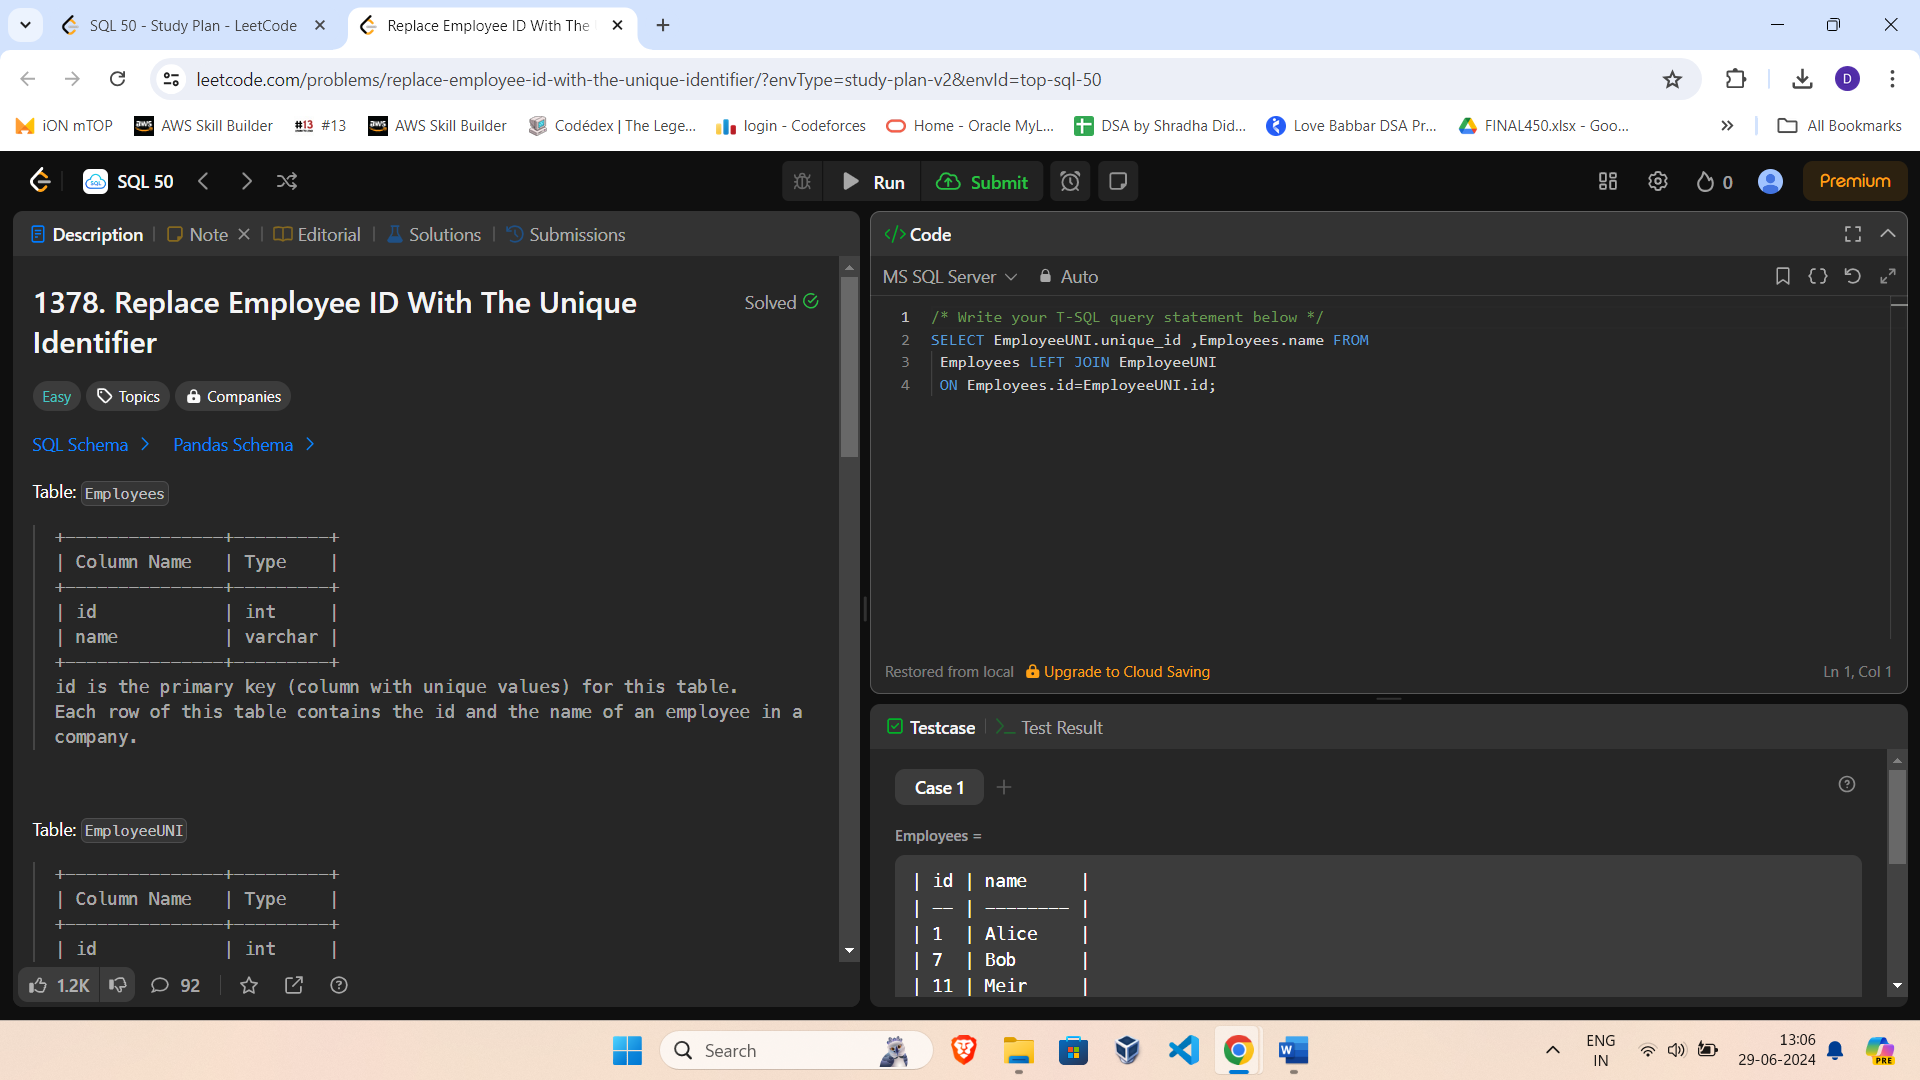 SQL 50 - Study Plan - LeetCode
Replace Employee ID With The
leetcode.com/problems/replace-employee-id-with-the-unique-identifier/?envType=study-plan-v2&envId=top-sql-50
D
iON mTOP
AWS Skill Builder
#13 #13
AWS Skill Builder
Codédex | The Lege...
login - Codeforces
Home - Oracle MyL...
DSA by Shradha Did...
Love Babbar DSA Pr...
FINAL450.xlsx - Goo...
All Bookmarks
SQL 50
Run
Submit
0
Premium
Description
Note
Editorial
Solutions
Submissions
1378. Replace Employee ID With The Unique
Identifier
Solved
Easy
Topics
Companies
SQL Schema
Pandas Schema
Table: Employees
+---------------+---------+
| Column Name   | Type    |
+---------------+---------+
| id            | int     |
| name          | varchar |
+---------------+---------+
id is the primary key (column with unique values) for this table.
Each row of this table contains the id and the name of an employee in a
company.
Table: EmployeeUNI
+---------------+---------+
| Column Name   | Type    |
+---------------+---------+
| id            | int     |
1.2K
92
</> Code
MS SQL Server
Auto
1 /* Write your T-SQL query statement below */
2 SELECT EmployeeUNI.unique_id ,Employees.name FROM
3 Employees LEFT JOIN EmployeeUNI
4 ON Employees.id=EmployeeUNI.id;
Restored from local
Upgrade to Cloud Saving
Ln 1, Col 1
Testcase
Test Result
Case 1
Employees =
| id | name     |
| -- | -------- |
| 1  | Alice    |
| 7  | Bob      |
| 11 | Meir     |
Search
ENG
IN
13:06
29-06-2024
PRE